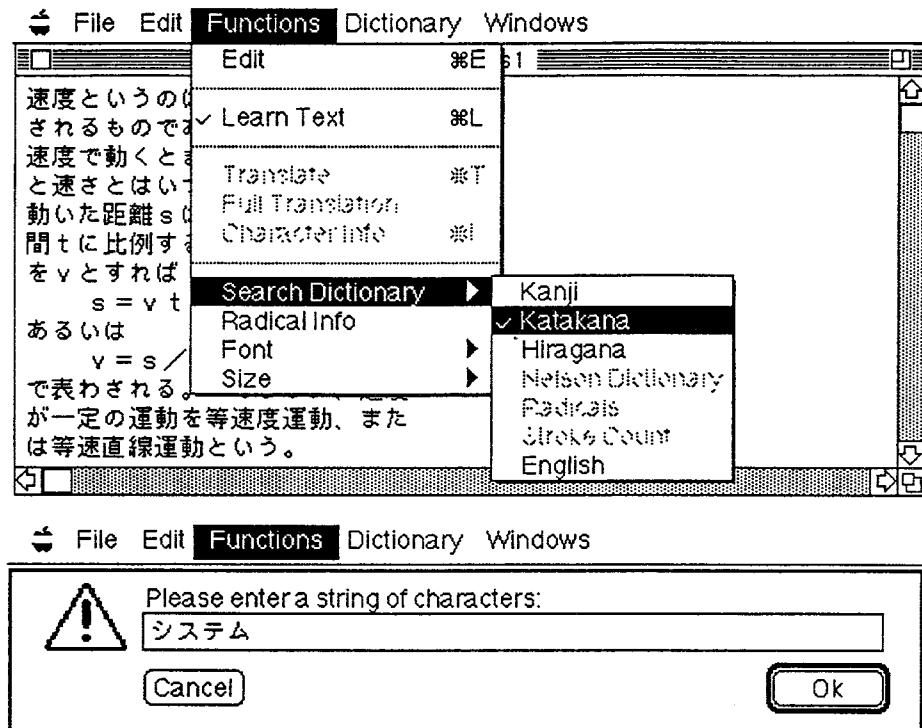 File Edit Functions Dictionary Windows
s1
Edit ⌘E
✓ Learn Text ⌘L
Translate ⌘T
Full Translation
Character Info ⌘I
Search Dictionary ▶
Radical Info
Font ▶
Size ▶
Kanji
✓ Katakana
Hiragana
Nelson Dictionary
Radicals
Stroke Count
English
速度というの
されるもので
速度で動くと
と速さとはい
動いた距離s
間tに比例す
をvとすれば
s=vt
あるいは
v=s/
で表わされる。
が一定の運動を等速度運動、また
は等速直線運動という。
File Edit Functions Dictionary Windows
Please enter a string of characters:
システム
Cancel Ok